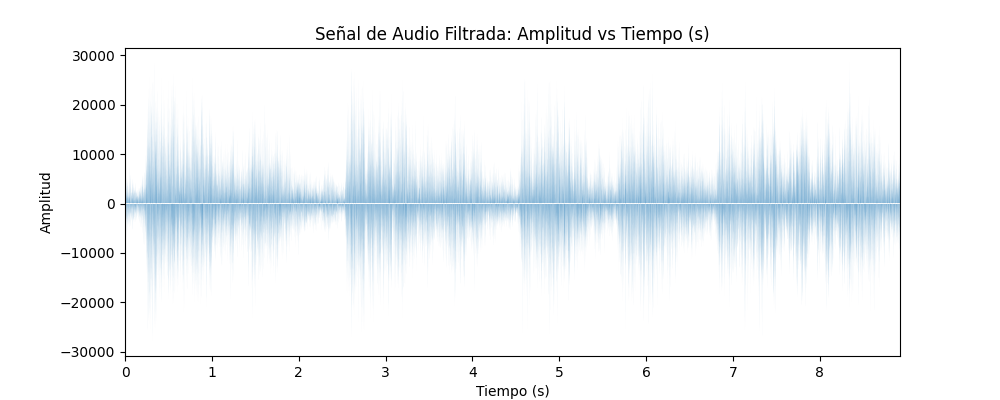 Señal de Audio Filtrada: Amplitud vs Tiempo (s)
30000
20000
10000
0
−10000
−20000
−30000
Amplitud
0 1 2 3 4 5 6 7 8
Tiempo (s)